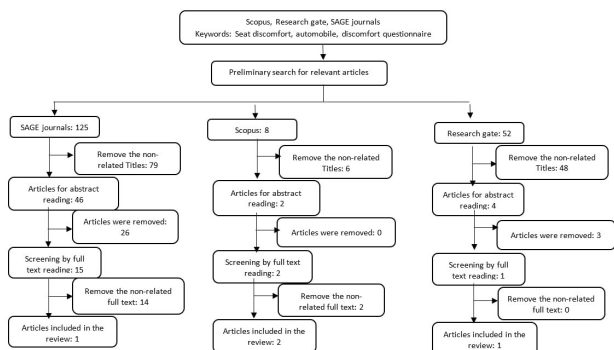 Scopus, Research gate, SAGE journals
Keywords: Seat discomfort, automobile, discomfort questionnaire
Preliminary search for relevant articles
SAGE journals: 125
Remove the non-
related Titles: 79
Articles for abstract
reading: 46
Articles were removed:
26
Screening by full
text reading: 15
Remove the non-related
full text: 14
Articles included in the
review: 1
Scopus: 8
Remove the non-related
Titles: 6
Articles for abstract
reading: 2
Articles were removed: 0
Screening by full text
reading: 2
Remove the non-
related full text: 2
Articles included in the
review: 2
Research gate: 52
Remove the non-
related Titles: 48
Articles for abstract
reading: 4
Articles were removed: 3
Screening by full
text reading: 1
Remove the non-related
full text: 0
Articles included in the
review: 1